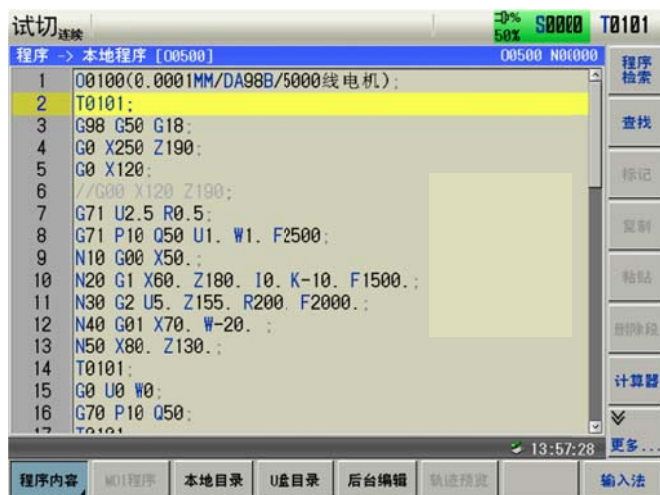 试切连续
50% S0000 T0101
程序 -> 本地程序 [O0500] O0500 N0(000
1 O0100(0.0001MM/DA98B/5000线电机);
2 T0101;
3 G98 G50 G18;
4 G0 X250 Z190;
5 G0 X120;
6 //G00 X120 Z190;
7 G71 U2.5 R0.5;
8 G71 P10 Q50 U1. W1. F2500;
9 N10 G00 X50.;
10 N20 G1 X60. Z180. I0. K-10. F1500.;
11 N30 G2 U5. Z155. R200. F2000.;
12 N40 G01 X70. W-20. ;
13 N50 X80. Z130.;
14 T0101;
15 G0 U0 W0;
16 G70 P10 Q50;
17 T0101
13:57:28
程序检索
查找
标记
复制
粘贴
删除段
计算器
更多...
程序内容 MDI程序 本地目录 U盘目录 后台编辑 轨迹预览 输入法